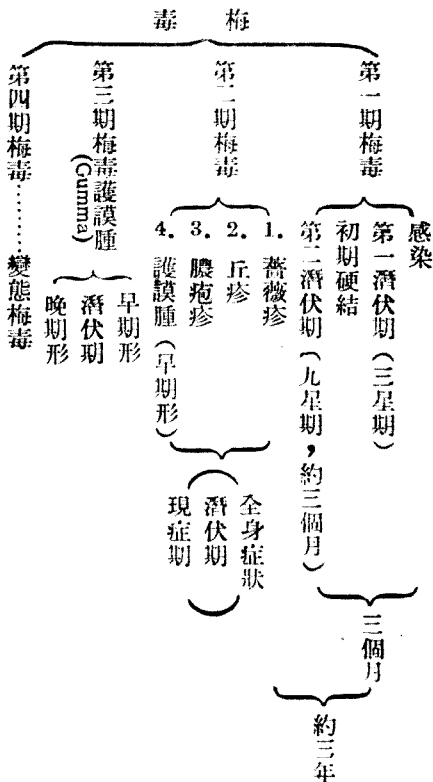 梅毒
第一期梅毒
感染
第一潛伏期(三星期)
初期硬結
第二潛伏期(九星期,約三個月)
三個月
約三年
第二期梅毒
1. 薔薇疹
2. 丘疹
3. 膿疱疹
4. 護謨腫(早期形)
全身症狀
潛伏期
現症期
第三期梅毒護謨腫(Gumma)
早期形
潛伏期
晚期形
第四期梅毒………變態梅毒